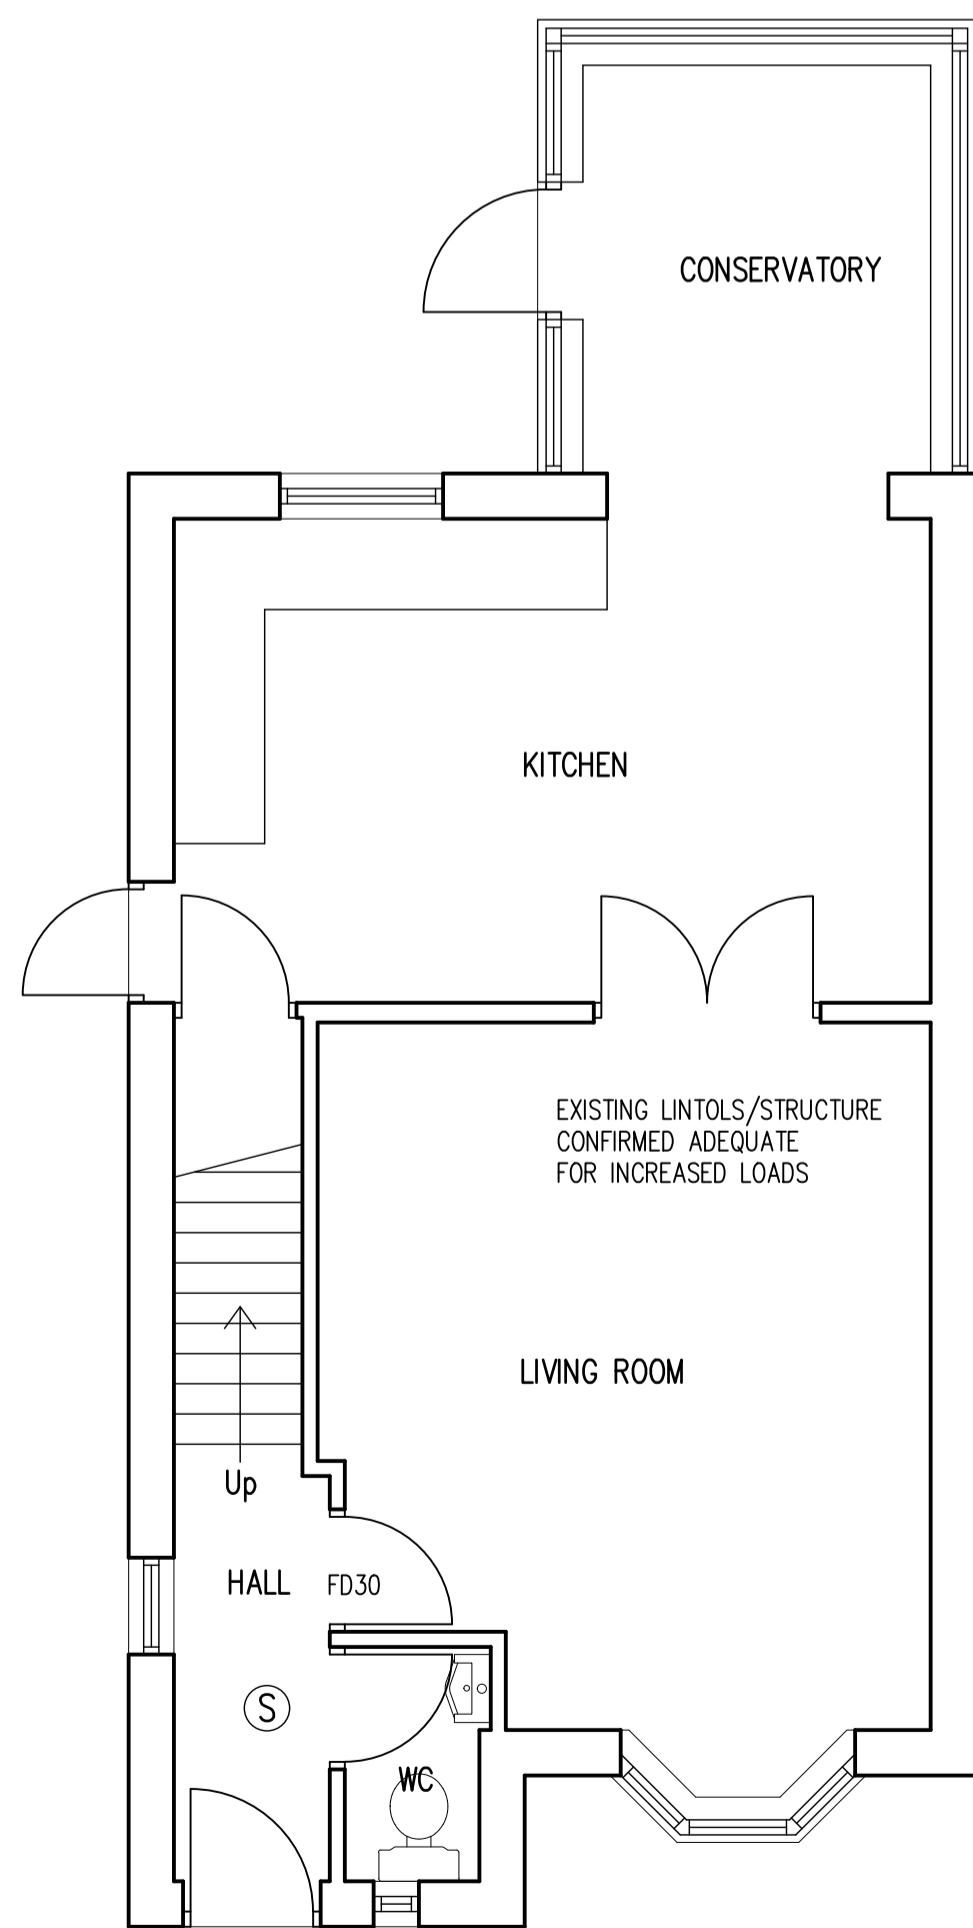 CONSERVATORY
KITCHEN
EXISTING LINTOLS/STRUCTURE
CONFIRMED ADEQUATE
FOR INCREASED LOADS
LIVING ROOM
Up
HALL
FD30
S
WC